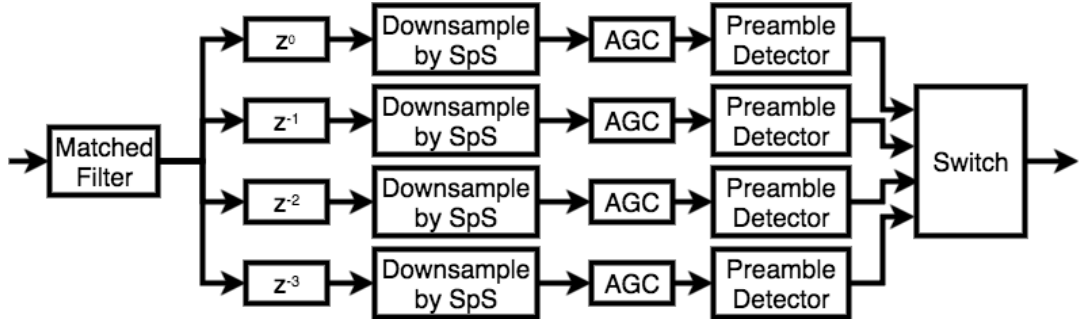 z⁰
Downsample
by SpS
AGC
Preamble
Detector
z⁻¹
Downsample
by SpS
AGC
Preamble
Detector
Matched
Filter
Switch
z⁻²
Downsample
by SpS
AGC
Preamble
Detector
z⁻³
Downsample
by SpS
AGC
Preamble
Detector